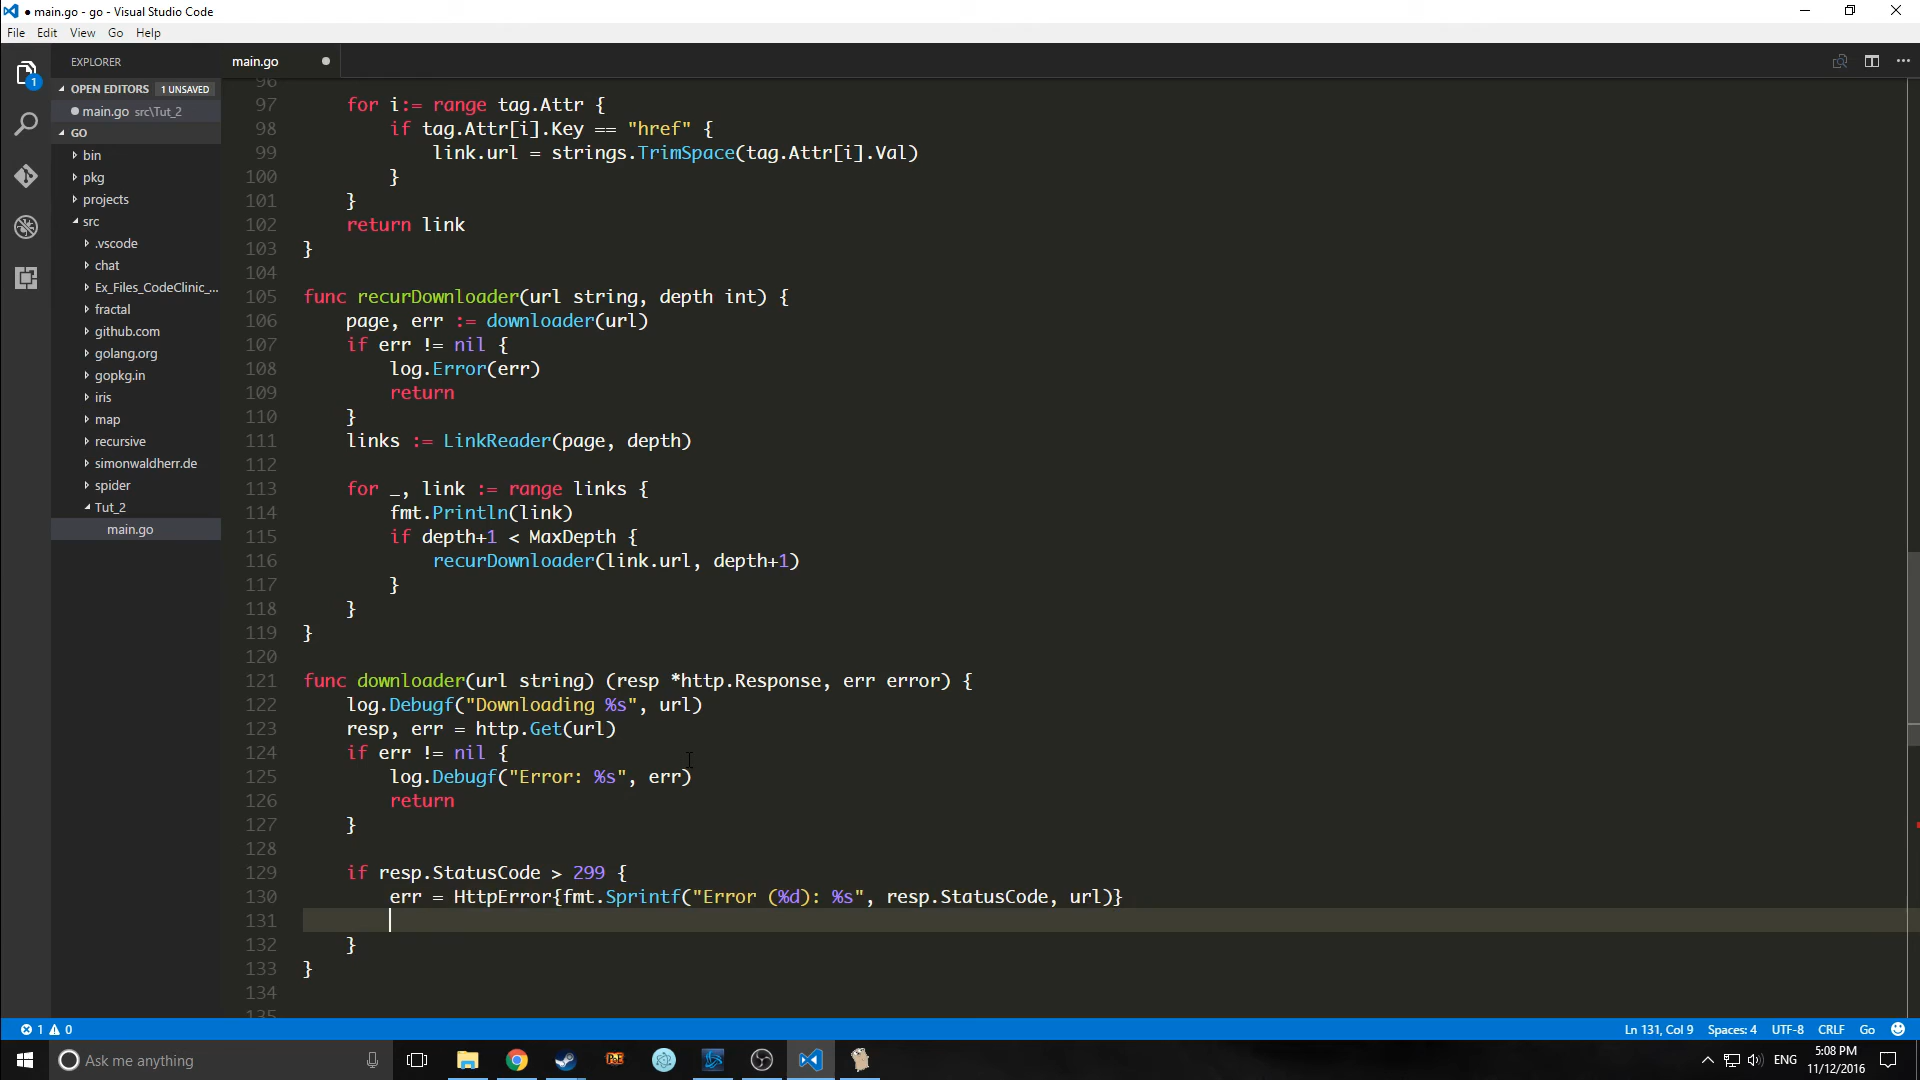 ● main.go - go - Visual Studio Code
File Edit View Go Help
EXPLORER
main.go
1
OPEN EDITORS 1 UNSAVED
main.go src\Tut_2
GO
bin
pkg
projects
src
.vscode
chat
Ex_Files_CodeClinic_...
fractal
github.com
golang.org
gopkg.in
iris
map
recursive
simonwaldherr.de
spider
Tut_2
main.go
96
97 for i:= range tag.Attr {
98 if tag.Attr[i].Key == "href" {
99 link.url = strings.TrimSpace(tag.Attr[i].Val)
100 }
101 }
102 return link
103 }
104
105 func recurDownloader(url string, depth int) {
106 page, err := downloader(url)
107 if err != nil {
108 log.Error(err)
109 return
110 }
111 links := LinkReader(page, depth)
112
113 for _, link := range links {
114 fmt.Println(link)
115 if depth+1 < MaxDepth {
116 recurDownloader(link.url, depth+1)
117 }
118 }
119 }
120
121 func downloader(url string) (resp *http.Response, err error) {
122 log.Debugf("Downloading %s", url)
123 resp, err = http.Get(url)
124 if err != nil {
125 log.Debugf("Error: %s", err)
126 return
127 }
128
129 if resp.StatusCode > 299 {
130 err = HttpError{fmt.Sprintf("Error (%d): %s", resp.StatusCode, url)}
131
132 }
133 }
134
135
1 0
Ln 131, Col 9 Spaces: 4 UTF-8 CRLF Go
Ask me anything
PoE
ENG
5:08 PM
11/12/2016